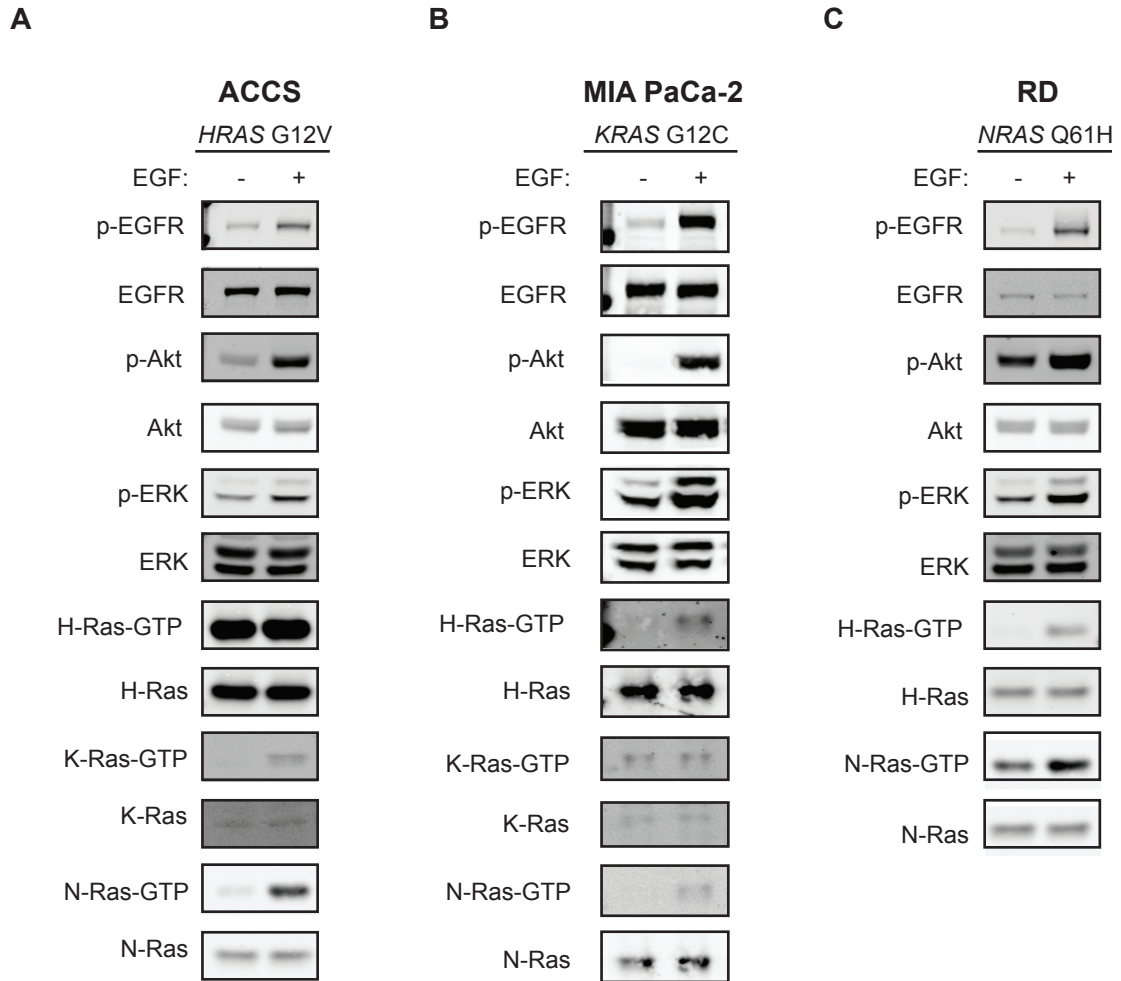 A
B
C
ACCS
HRAS G12V
EGF: - +
p-EGFR
EGFR
p-Akt
Akt
p-ERK
ERK
H-Ras-GTP
H-Ras
K-Ras-GTP
K-Ras
N-Ras-GTP
N-Ras
MIA PaCa-2
KRAS G12C
EGF: - +
p-EGFR
EGFR
p-Akt
Akt
p-ERK
ERK
H-Ras-GTP
H-Ras
K-Ras-GTP
K-Ras
N-Ras-GTP
N-Ras
RD
NRAS Q61H
EGF: - +
p-EGFR
EGFR
p-Akt
Akt
p-ERK
ERK
H-Ras-GTP
H-Ras
N-Ras-GTP
N-Ras